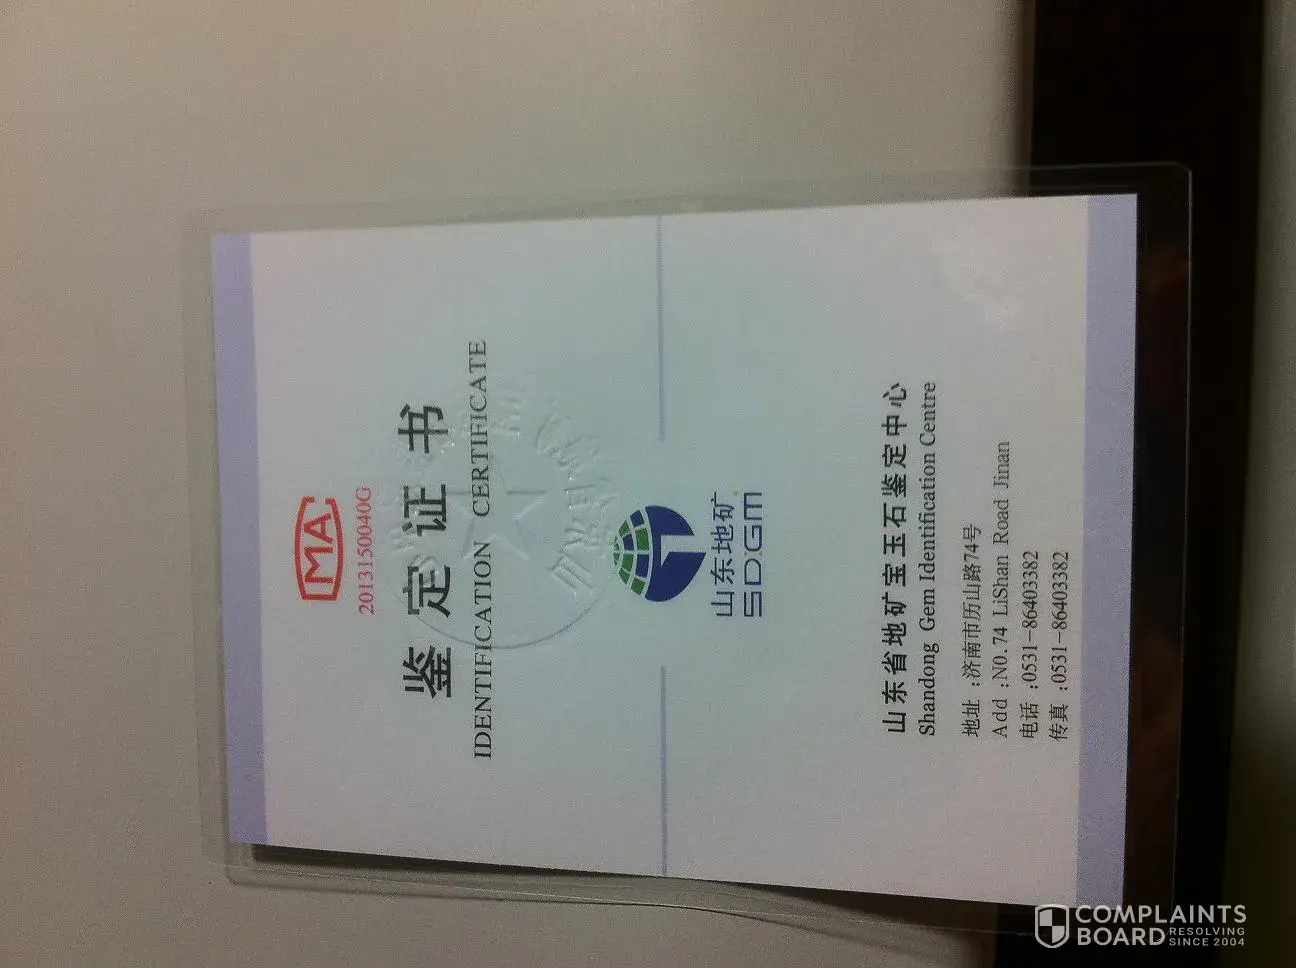 MA
2013150040G
鉴定证书
IDENTIFICATION CERTIFICATE
山东地矿
SDGM
山东省地矿宝玉石鉴定中心
Shandong Gem Identification Centre
地址:济南市历山路74号
Add:N0.74 LiShan Road Jinan
电话:0531-86403382
传真:0531-86403382
COMPLAINTS
BOARD RESOLVING
SINCE 2004